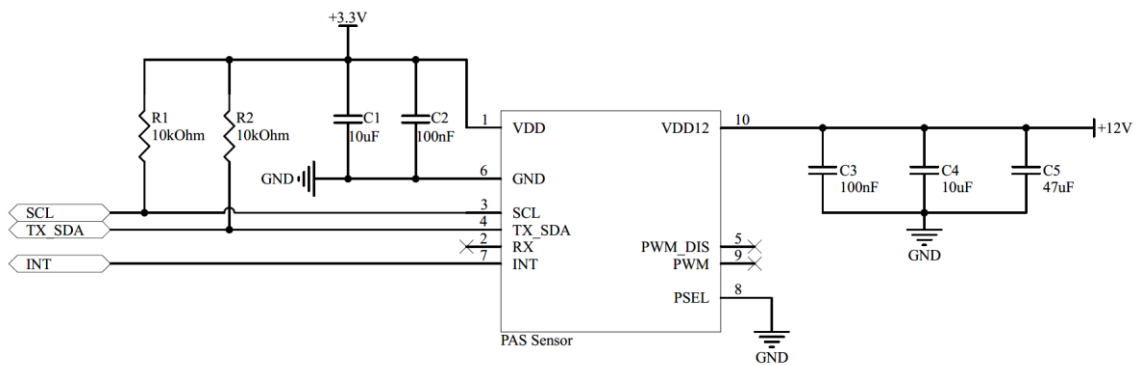 +3.3V
R1
10kOhm
R2
10kOhm
C1
10uF
C2
100nF
1
VDD
VDD12
10
+12V
GND
6
GND
C3
100nF
C4
10uF
C5
47uF
SCL
3
SCL
TX_SDA
4
TX_SDA
2
RX
PWM_DIS
5
GND
INT
7
INT
PWM
9
PSEL
8
PAS Sensor
GND